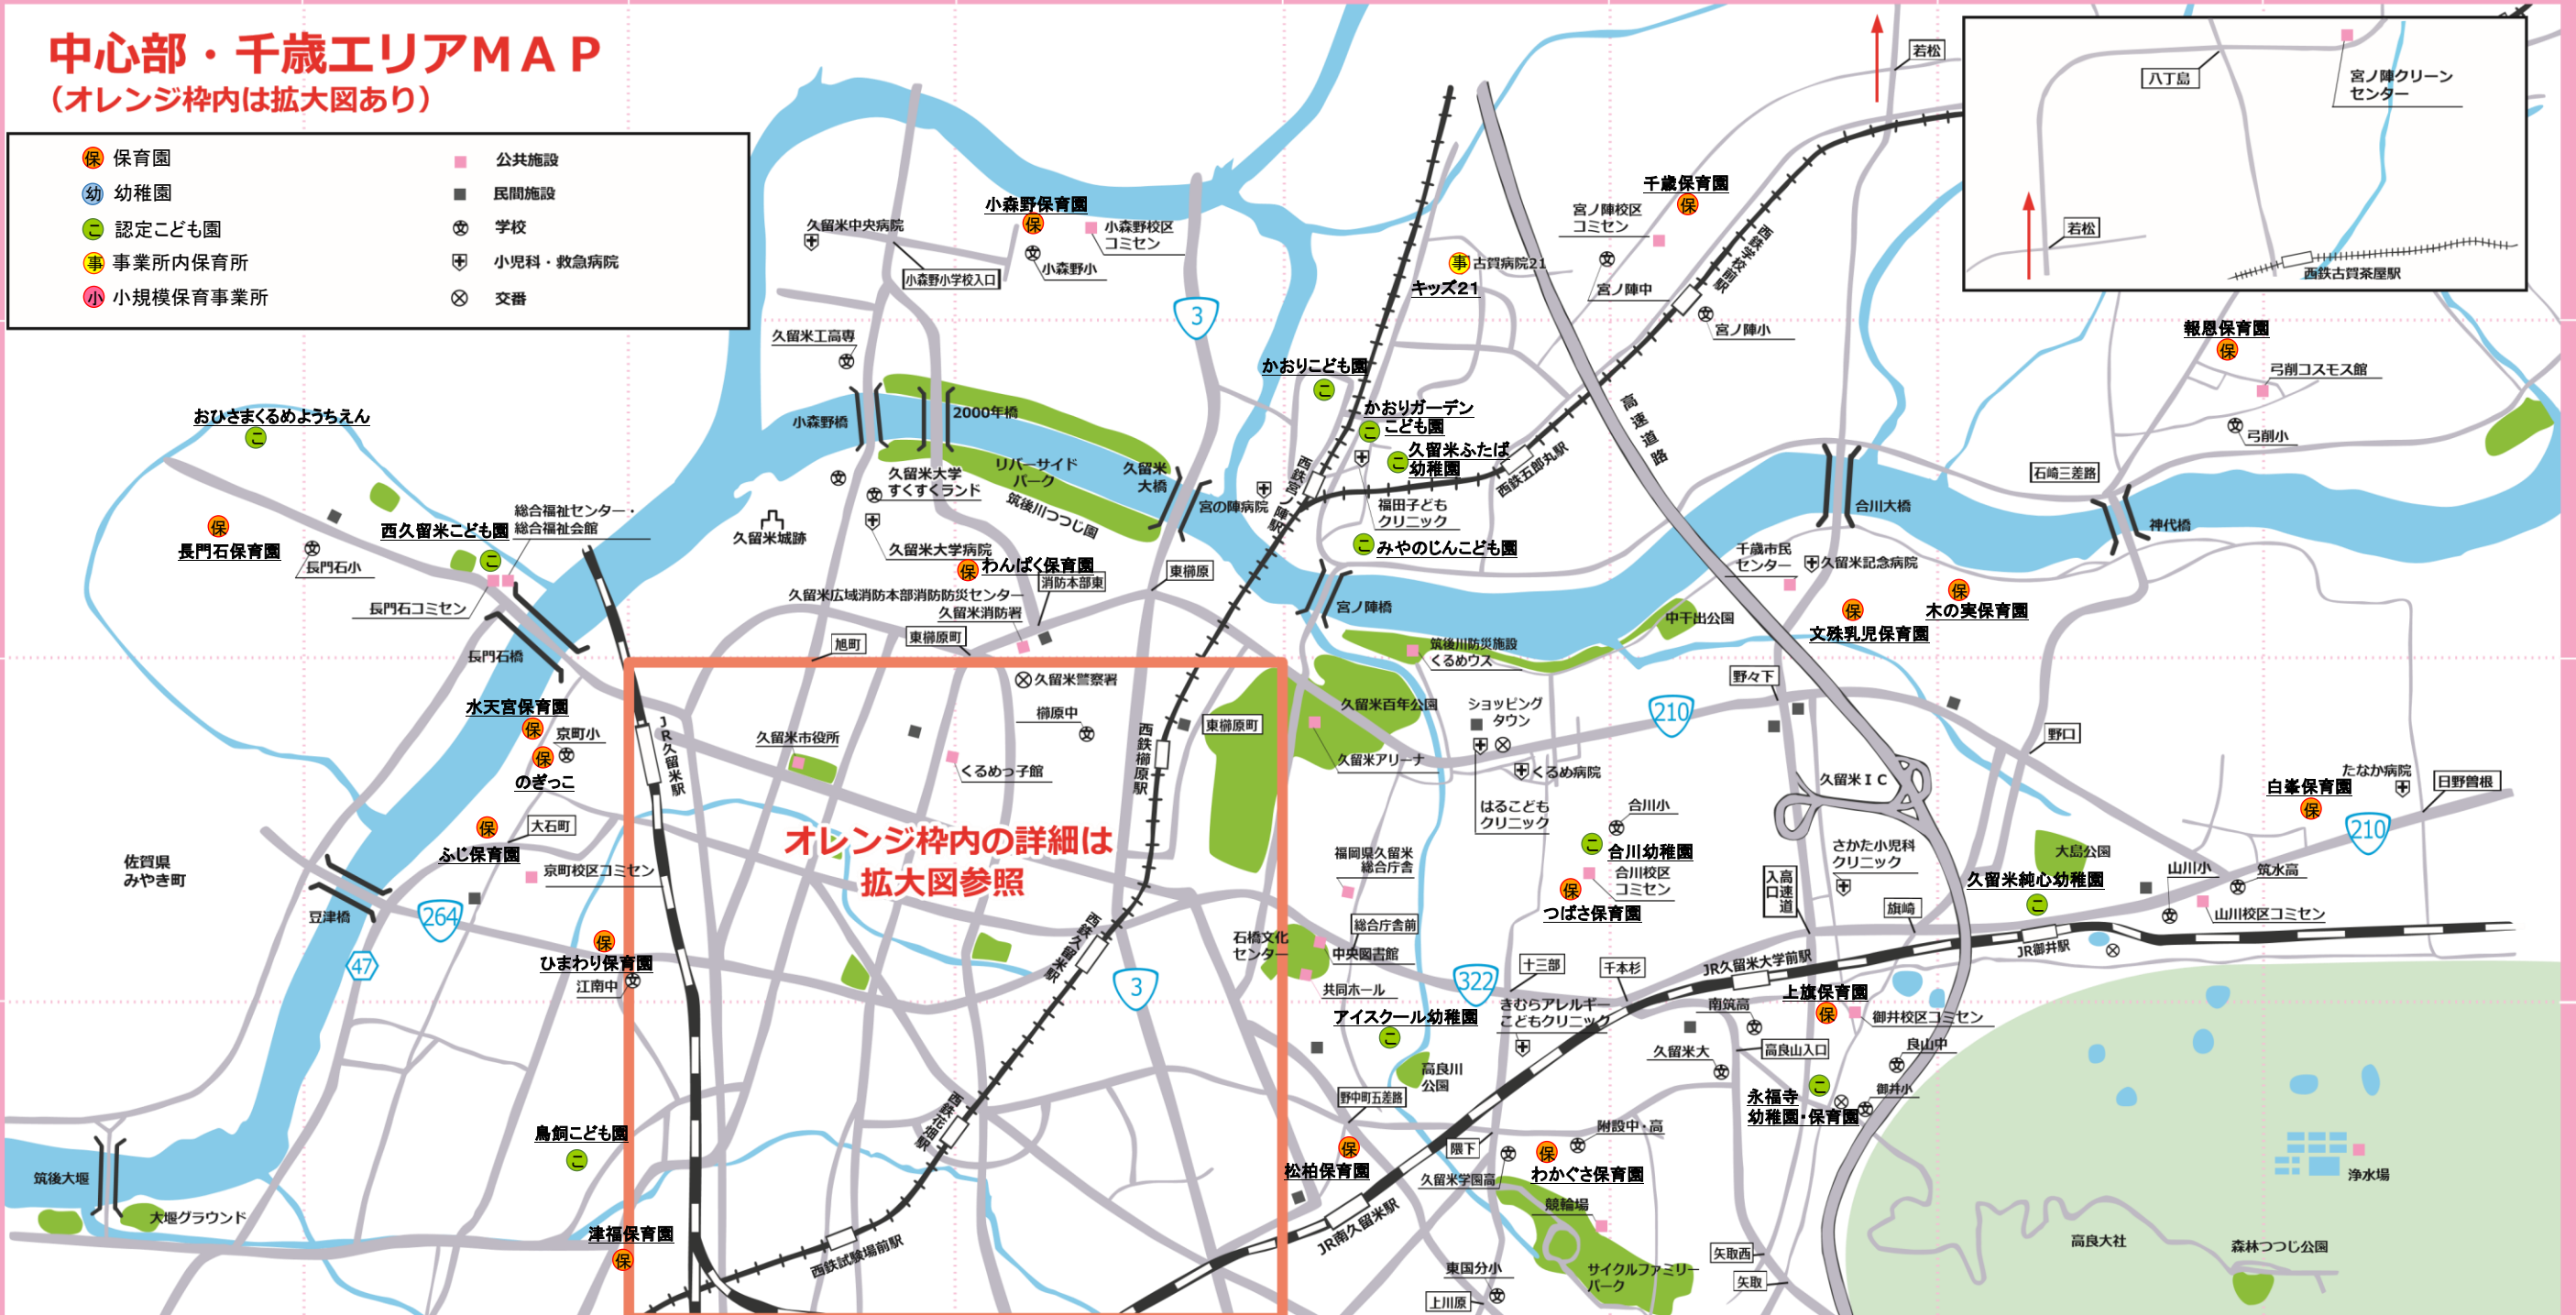 中心部・千歳エリアＭＡＰ
（オレンジ枠内は拡大図あり）
保 保育園
幼 幼稚園
こ 認定こども園
事 事業所内保育所
小 小規模保育事業所
公共施設
民間施設
文 学校
小児科・救急病院
交番
若松
八丁島
宮ノ陣クリーン
センター
若松
西鉄古賀茶屋駅
千歳保育園
保
宮ノ陣校区
コミセン
小森野保育園
保
小森野校区
コミセン
小森野小
久留米中央病院
小森野小学校入口
3
事 古賀病院21
キッズ21
宮ノ陣中
西鉄学校前駅
宮ノ陣小
久留米工高専
報恩保育園
保
弓削コスモス館
弓削小
かおりこども園
こ
かおりガーデン
こ こども園
久留米ふたば
こ 幼稚園
西鉄五郎丸駅
高速道路
おひさまくるめようちえん
こ
小森野橋
2000年橋
リバーサイド
パーク
筑後川つつじ園
久留米
大橋
久留米大学
すくすくランド
宮の陣病院
西鉄宮ノ陣駅
福田子ども
クリニック
石崎三差路
合川大橋
神代橋
保
長門石保育園
長門石小
西久留米こども園
こ
総合福祉センター・
総合福祉会館
長門石コミセン
長門石橋
久留米城跡
久留米大学病院
保 わんぱく保育園
消防本部東
久留米広域消防本部消防防災センター
久留米消防署
東櫛原
こ みやのじんこども園
千歳市民
センター
久留米記念病院
保
木の実保育園
保
文殊乳児保育園
宮ノ陣橋
旭町
東櫛原町
中干出公園
筑後川防災施設
くるめウス
久留米警察署
櫛原中
野々下
210
水天宮保育園
保
京町小
保
のぎっこ
JR久留米駅
久留米市役所
くるめっ子館
西鉄櫛原駅
東櫛原町
久留米百年公園
久留米アリーナ
ショッピング
タウン
くるめ病院
はるこども
クリニック
野口
久留米ＩＣ
たなか病院
日野曽根
白峯保育園
保
210
保
大石町
ふじ保育園
京町校区コミセン
佐賀県
みやき町
豆津橋
264
47
オレンジ枠内の詳細は
拡大図参照
合川小
こ 合川幼稚園
合川校区
コミセン
保
つばさ保育園
福岡県久留米
総合庁舎
総合庁舎前
さかた小児科
クリニック
高速道
入口
旗崎
大島公園
久留米純心幼稚園
こ
山川小
筑水高
山川校区コミセン
保
ひまわり保育園
江南中
西鉄久留米駅
3
石橋文化
センター
中央図書館
共同ホール
322
十三部
千本杉
JR久留米大学前駅
JR御井駅
アイスクール幼稚園
こ
きむらアレルギー
こどもクリニック
南筑高
上旗保育園
保
御井校区コミセン
久留米大
高良山入口
良山中
高良川
公園
野中町五差路
こ
永福寺
幼稚園・保育園
御井小
鳥飼こども園
こ
西鉄花畑駅
保
松柏保育園
隈下
附設中・高
久留米学園高
保
わかぐさ保育園
競輪場
浄水場
筑後大堰
大堰グラウンド
津福保育園
保
西鉄試験場前駅
JR南久留米駅
東国分小
上川原
サイクルファミリー
パーク
矢取西
矢取
高良大社
森林つつじ公園